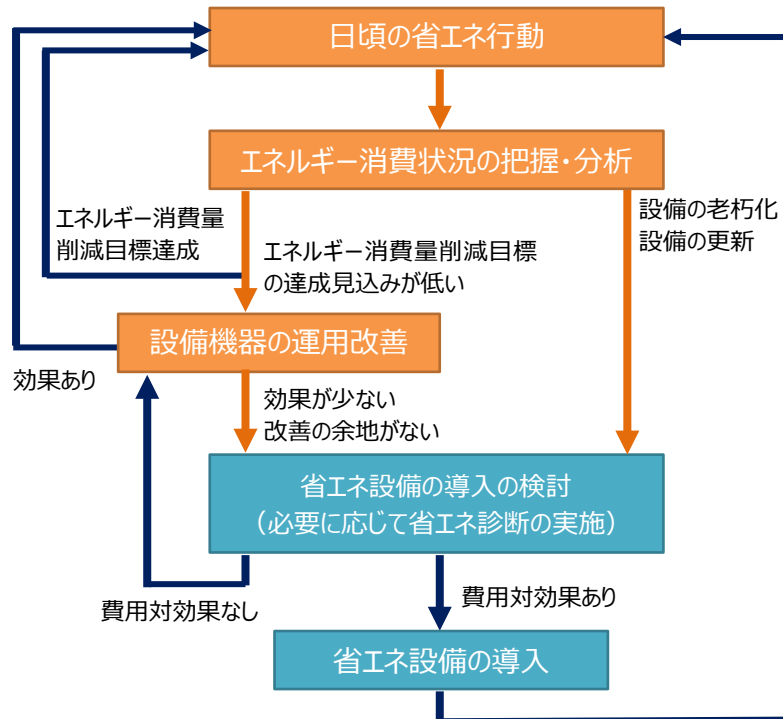 日頃の省エネ行動
エネルギー消費状況の把握・分析
エネルギー消費量
削減目標達成
エネルギー消費量削減目標
の達成見込みが低い
設備の老朽化
設備の更新
設備機器の運用改善
効果あり
効果が少ない
改善の余地がない
省エネ設備の導入の検討
（必要に応じて省エネ診断の実施）
費用対効果なし
費用対効果あり
省エネ設備の導入